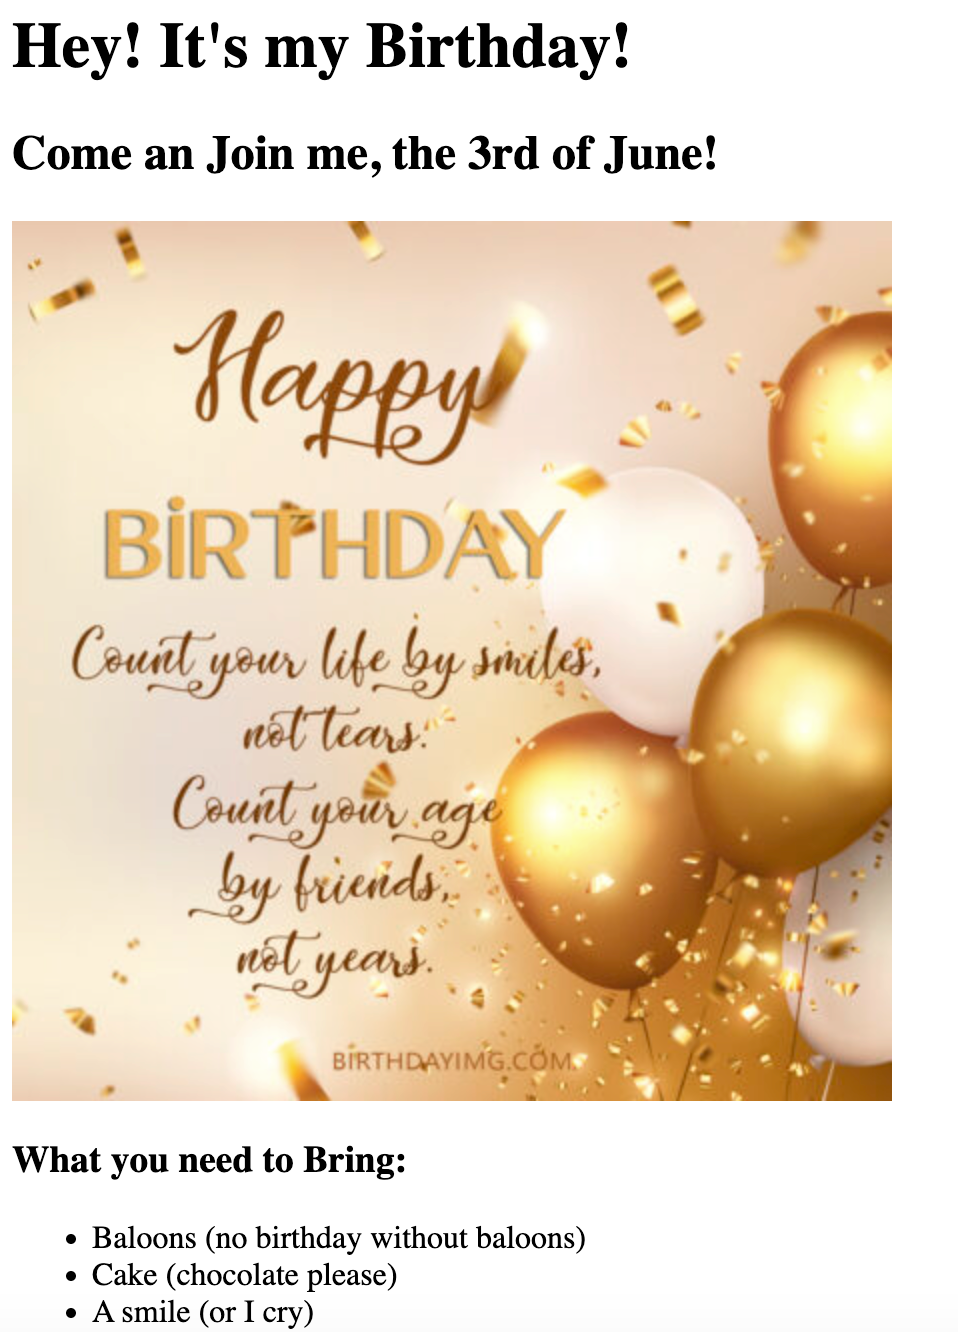 Hey! It's my Birthday!
Come an Join me, the 3rd of June!
Happy
BiRTHDAY
Count your life by smiles,
not tears.
Count your age
by friends,
not years.
BIRTHDAYIMG.COM
What you need to Bring:
• Baloons (no birthday without baloons)
• Cake (chocolate please)
• A smile (or I cry)